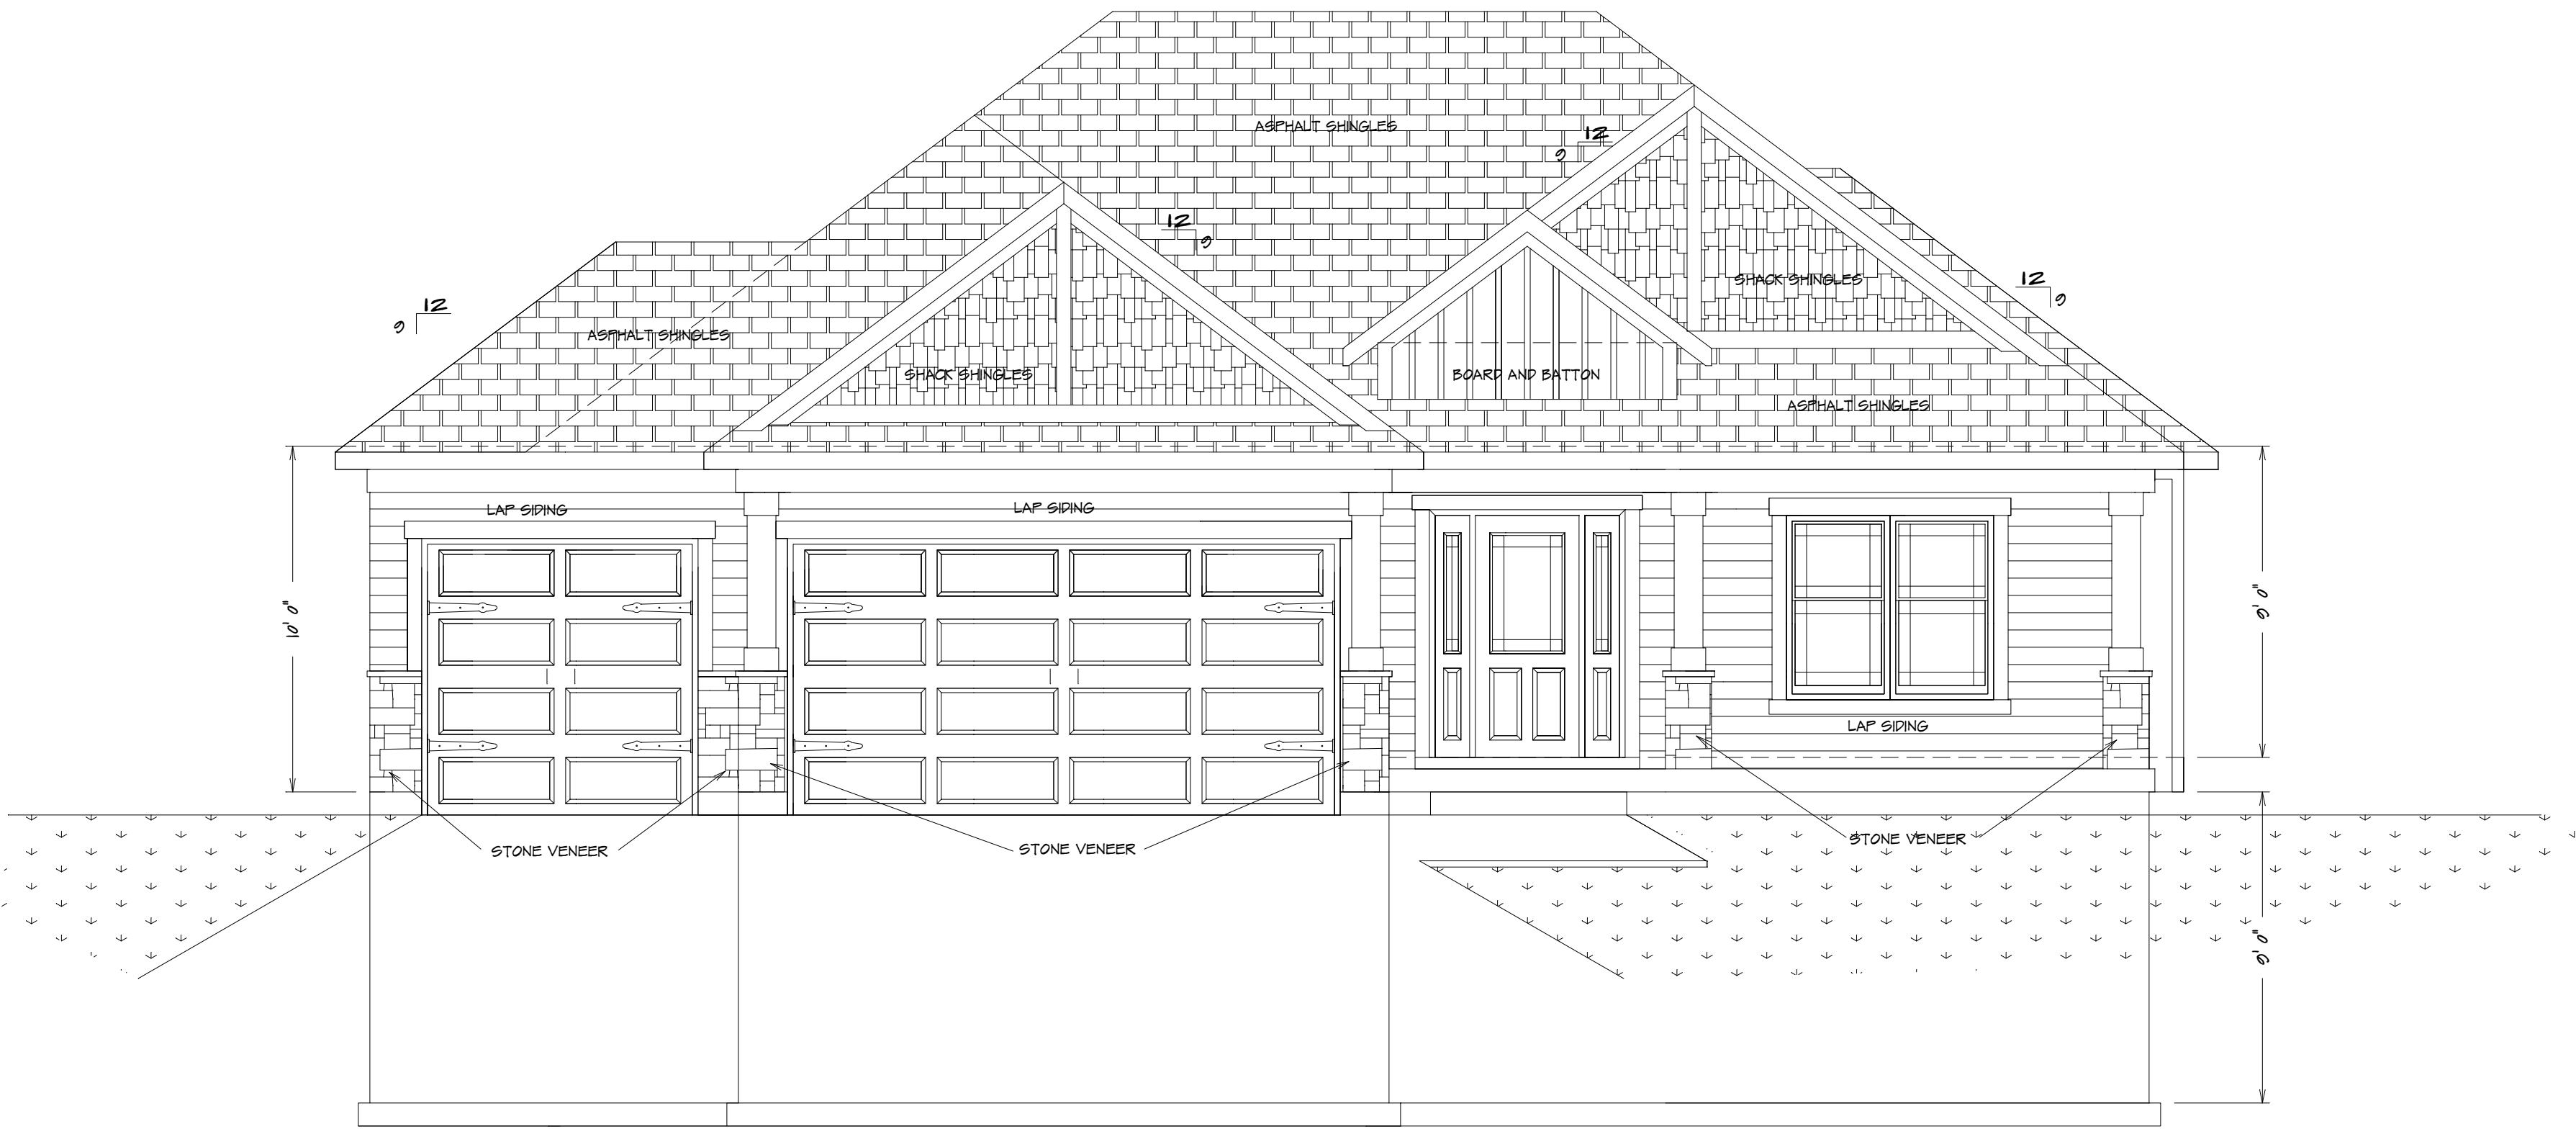 ASPHALT SHINGLES
12
9
12
9
12
9
SHACK SHINGLES
12
9
ASPHALT SHINGLES
SHACK SHINGLES
BOARD AND BATTON
ASPHALT SHINGLES
LAP SIDING
LAP SIDING
10' 0"
9' 0"
LAP SIDING
STONE VENEER
STONE VENEER
STONE VENEER
9' 0"